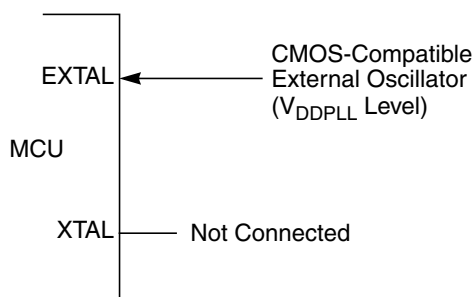 EXTAL
CMOS-Compatible
External Oscillator
(VDDPLL Level)
MCU
XTAL
Not Connected